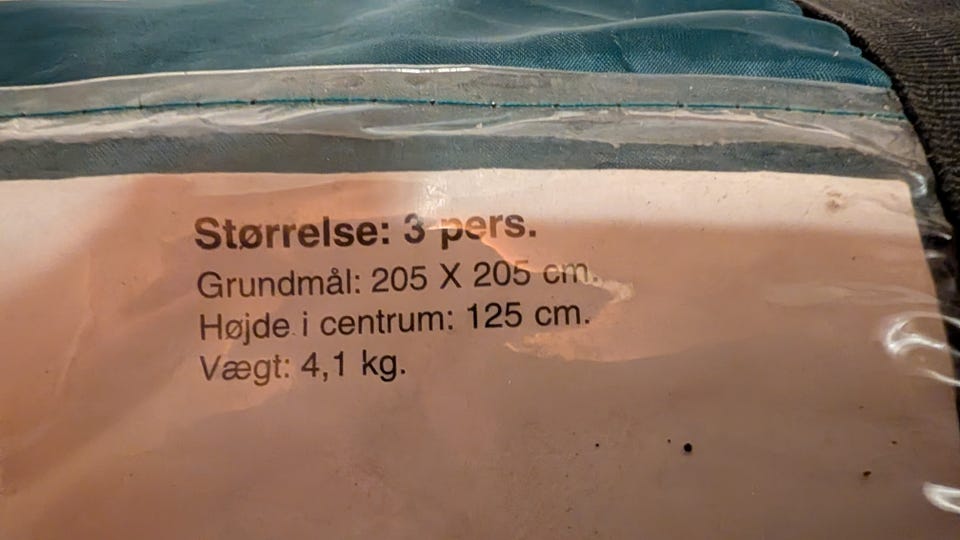 Størrelse: 3 pers.
Grundmål: 205 X 205 cm.
Højde i centrum: 125 cm.
Vægt: 4,1 kg.